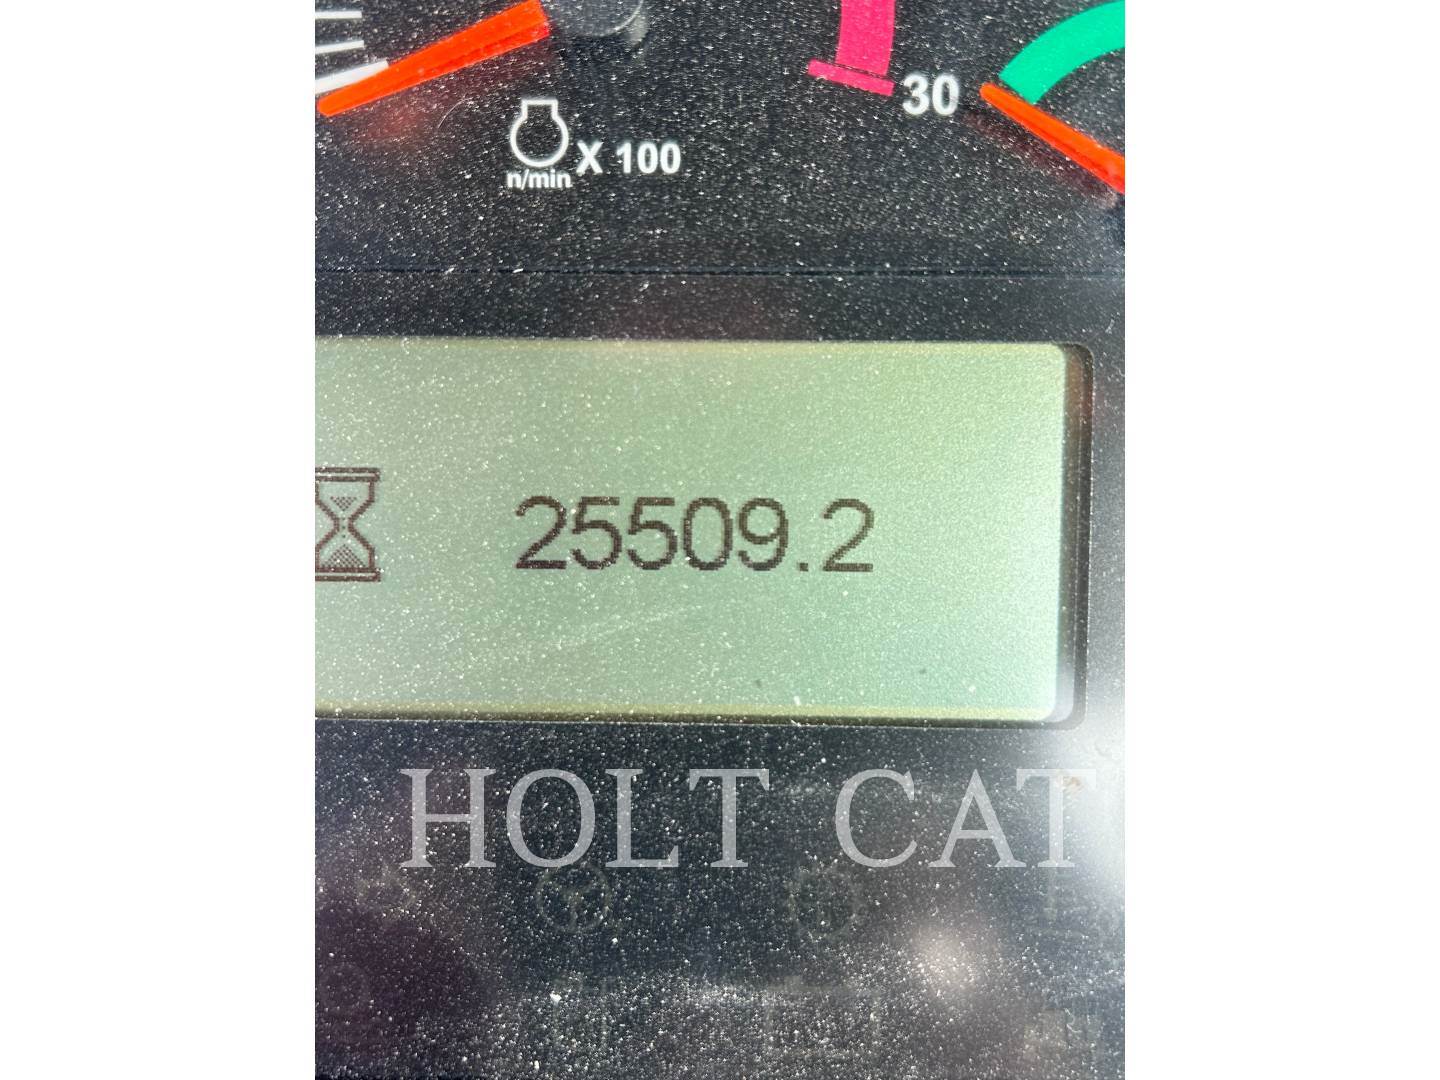 30
X 100
n/min
25509.2
HOLT CAT